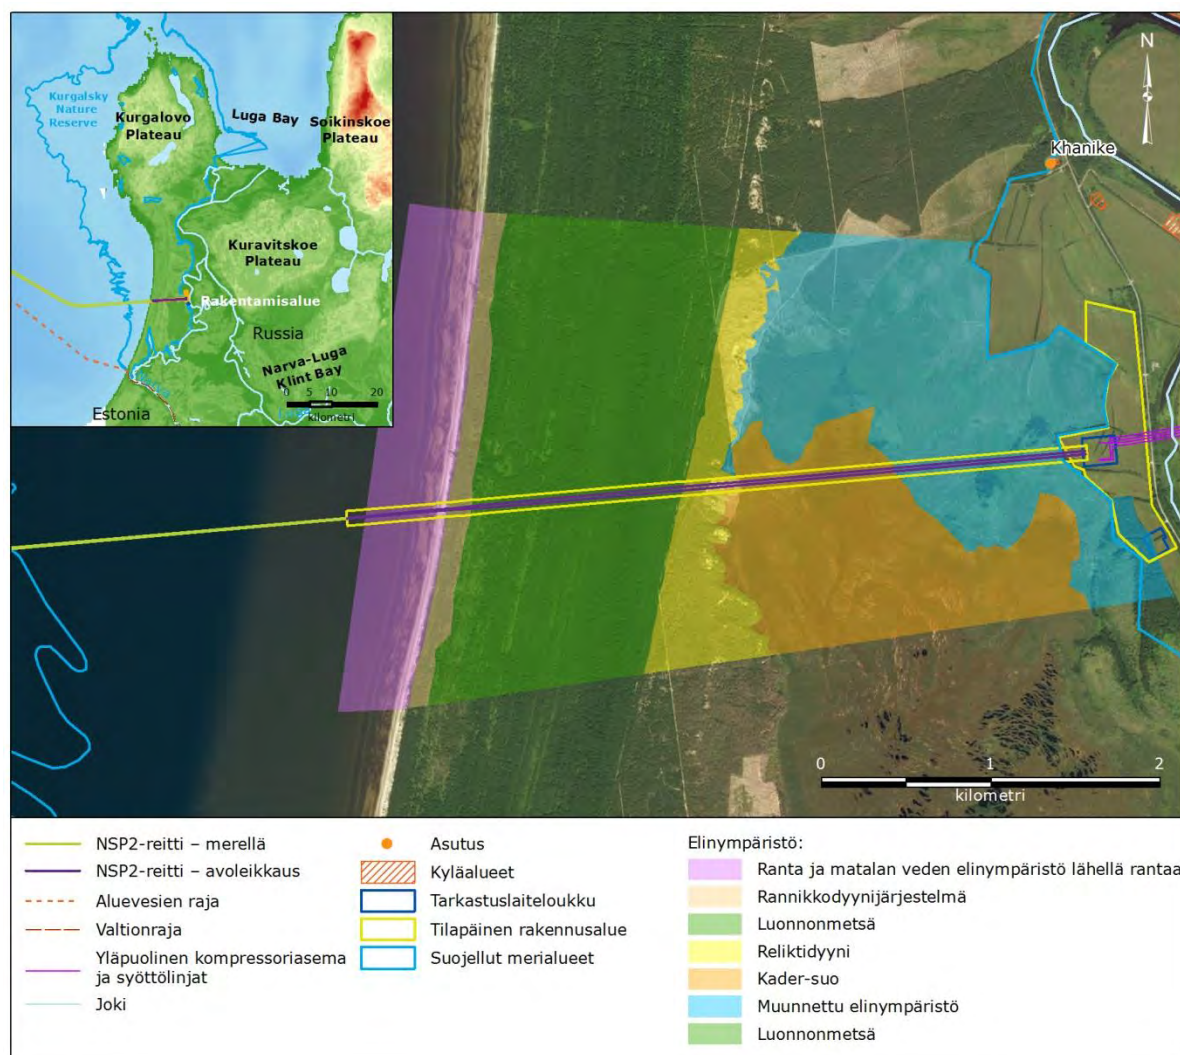 Kurgalsky
Nature
Reserve
Kurgalovo
Plateau
Luga Bay
Soikinskoe
Plateau
Kuravitskoe
Plateau
Rakentamisalue
Russia
Narva-Luga
Klint Bay
Estonia
0 5 10 20
kilometri
N
Khanike
0 1 2
kilometri
NSP2-reitti – merellä
NSP2-reitti – avoleikkaus
Aluevesien raja
Valtionraja
Yläpuolinen kompressoriasema
ja syöttölinjat
Joki
Asutus
Kyläalueet
Tarkastuslaiteloukku
Tilapäinen rakennusalue
Suojellut merialueet
Elinympäristö:
Ranta ja matalan veden elinympäristö lähellä rantaa
Rannikkodyynijärjestelmä
Luonnonmetsä
Reliktidyyni
Kader-suo
Muunnettu elinympäristö
Luonnonmetsä